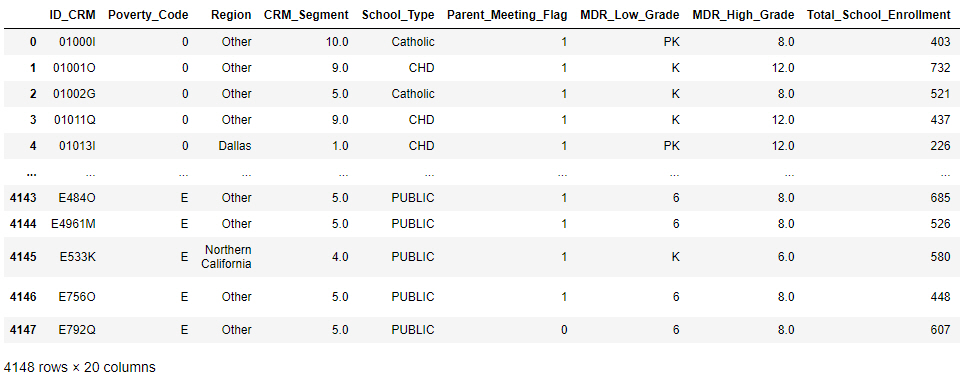 ID_CRM Poverty_Code Region CRM_Segment School_Type Parent_Meeting_Flag MDR_Low_Grade MDR_High_Grade Total_School_Enrollment
0 01000I 0 Other 10.0 Catholic 1 PK 8.0 403
1 01001O 0 Other 9.0 CHD 1 K 12.0 732
2 01002G 0 Other 5.0 Catholic 1 K 8.0 521
3 01011Q 0 Other 9.0 CHD 1 K 12.0 437
4 01013I 0 Dallas 1.0 CHD 1 PK 12.0 226
... ... ... ... ... ... ... ... ... ...
4143 E484O E Other 5.0 PUBLIC 1 6 8.0 685
4144 E4961M E Other 5.0 PUBLIC 1 6 8.0 526
4145 E533K E Northern California 4.0 PUBLIC 1 K 6.0 580
4146 E756O E Other 5.0 PUBLIC 1 6 8.0 448
4147 E792Q E Other 5.0 PUBLIC 0 6 8.0 607
4148 rows × 20 columns